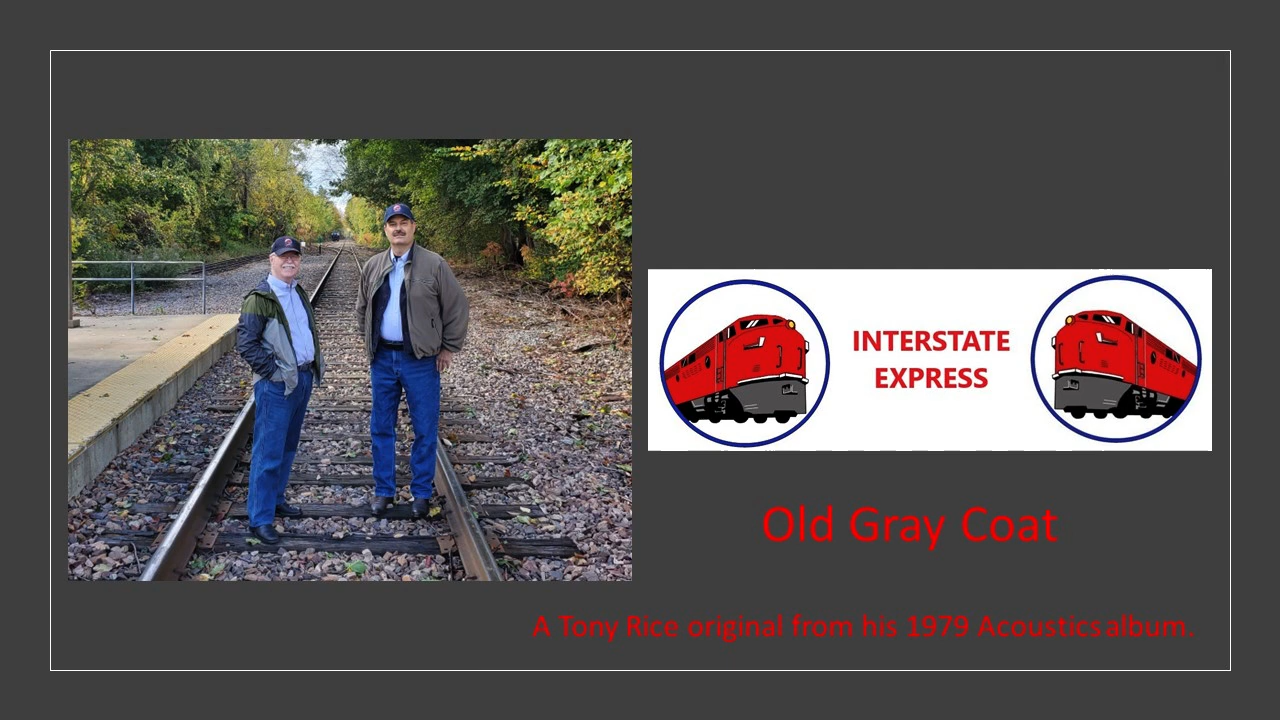 INTERSTATE
EXPRESS
Old Gray Coat
A Tony Rice original from his 1979 Acoustics album.